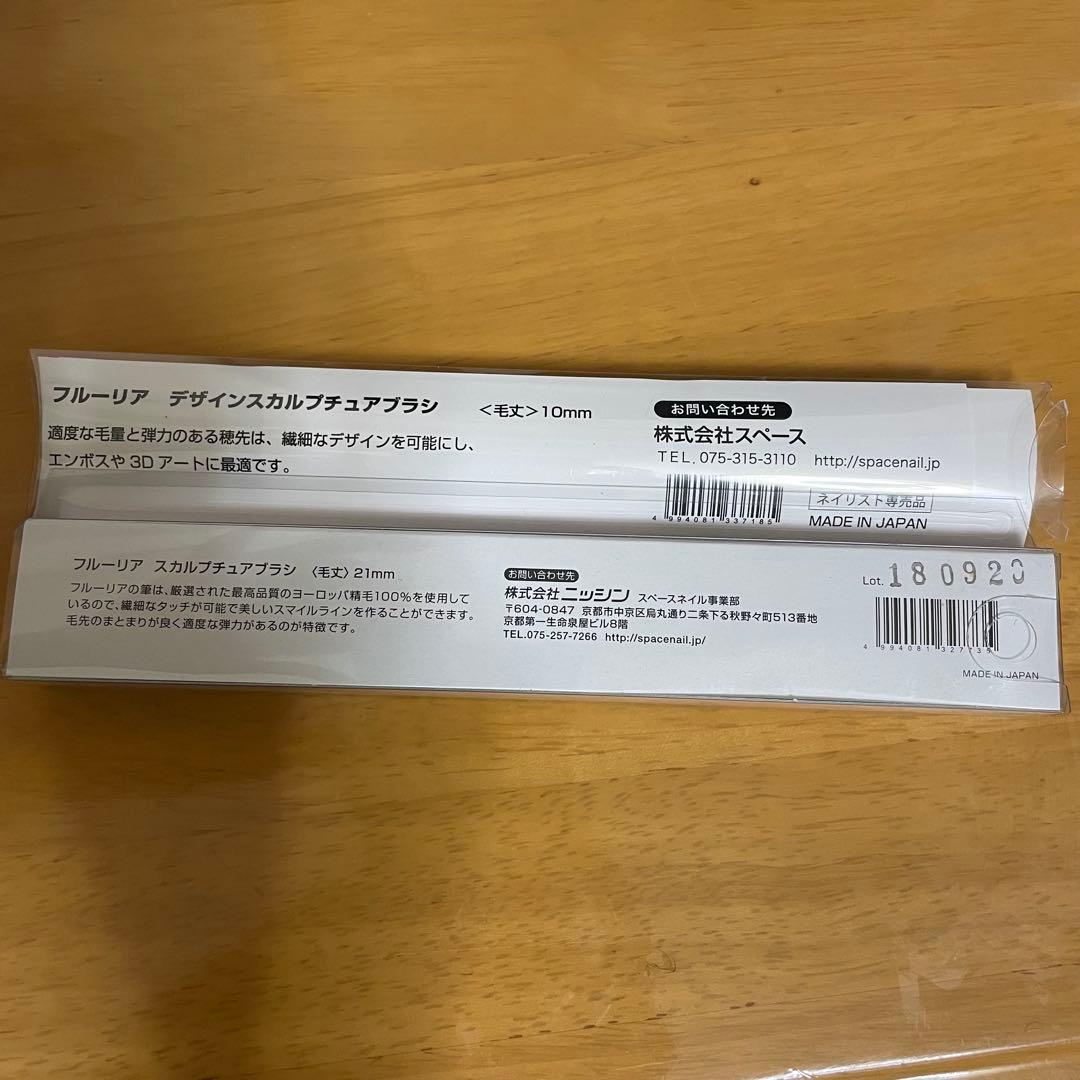 フルーリア　デザインスカルプチュアブラシ　＜毛丈＞10mm
適度な毛量と弾力のある穂先は、繊細なデザインを可能にし、
エンボスや3Dアートに最適です。
お問い合わせ先
株式会社スペース
TEL. 075-315-3110　http://spacenail.jp
4 994081 337185
ネイリスト専売品
MADE IN JAPAN
フルーリア　スカルプチュアブラシ　〈毛丈〉21mm
フルーリアの筆は、厳選された最高品質のヨーロッパ精毛100％を使用して
いるので、繊細なタッチが可能で美しいスマイルラインを作ることができます。
毛先のまとまりが良く適度な弾力があるのが特徴です。
お問い合わせ先
株式会社ニッシン　スペースネイル事業部
〒604-0847　京都市中京区烏丸通り二条下る秋野々町513番地
京都第一生命泉屋ビル8階
TEL.075-257-7266　http://spacenail.jp/
Lot. 180920
4 994081 327735
MADE IN JAPAN